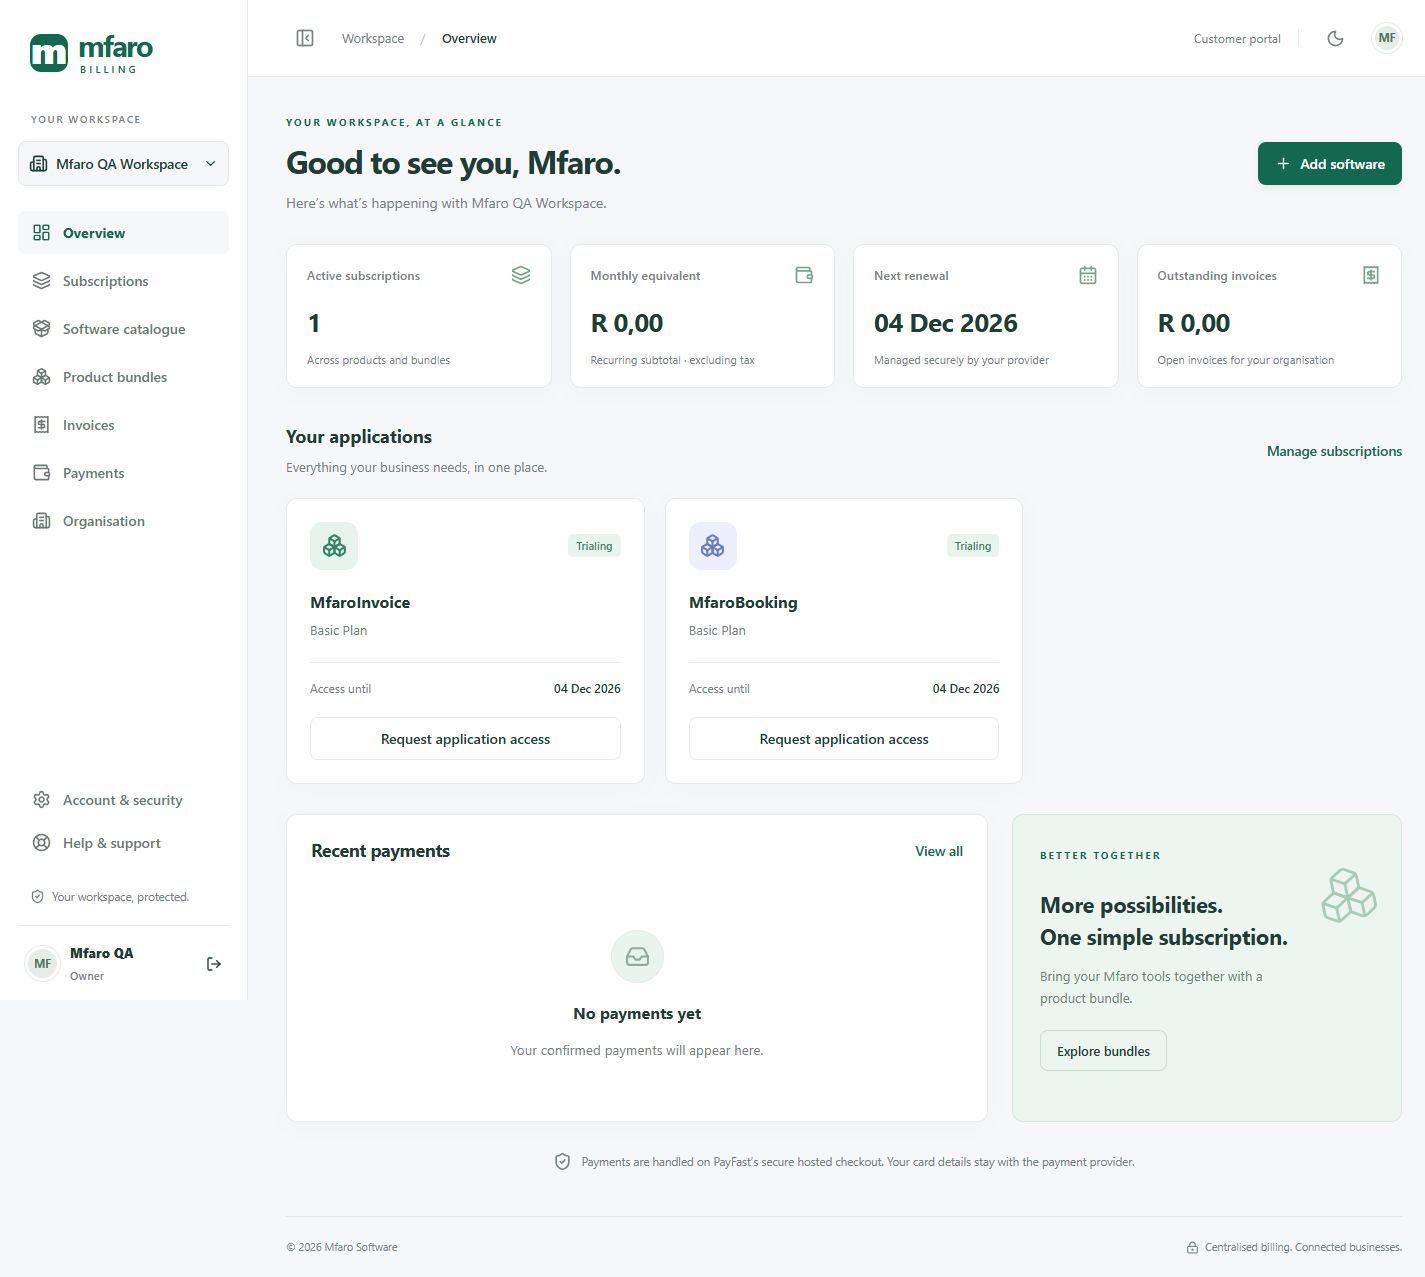 m mfaro
BILLING
YOUR WORKSPACE
Mfaro QA Workspace
Overview
Subscriptions
Software catalogue
Product bundles
Invoices
Payments
Organisation
Account & security
Help & support
Your workspace, protected.
MF
Mfaro QA
Owner
Workspace / Overview
Customer portal
MF
YOUR WORKSPACE, AT A GLANCE
Good to see you, Mfaro.
Here’s what’s happening with Mfaro QA Workspace.
+ Add software
Active subscriptions
1
Across products and bundles
Monthly equivalent
R 0,00
Recurring subtotal · excluding tax
Next renewal
04 Dec 2026
Managed securely by your provider
Outstanding invoices
R 0,00
Open invoices for your organisation
Your applications
Everything your business needs, in one place.
Manage subscriptions
Trialing
MfaroInvoice
Basic Plan
Access until 04 Dec 2026
Request application access
Trialing
MfaroBooking
Basic Plan
Access until 04 Dec 2026
Request application access
Recent payments
View all
No payments yet
Your confirmed payments will appear here.
BETTER TOGETHER
More possibilities.
One simple subscription.
Bring your Mfaro tools together with a
product bundle.
Explore bundles
Payments are handled on PayFast’s secure hosted checkout. Your card details stay with the payment provider.
© 2026 Mfaro Software
Centralised billing. Connected businesses.